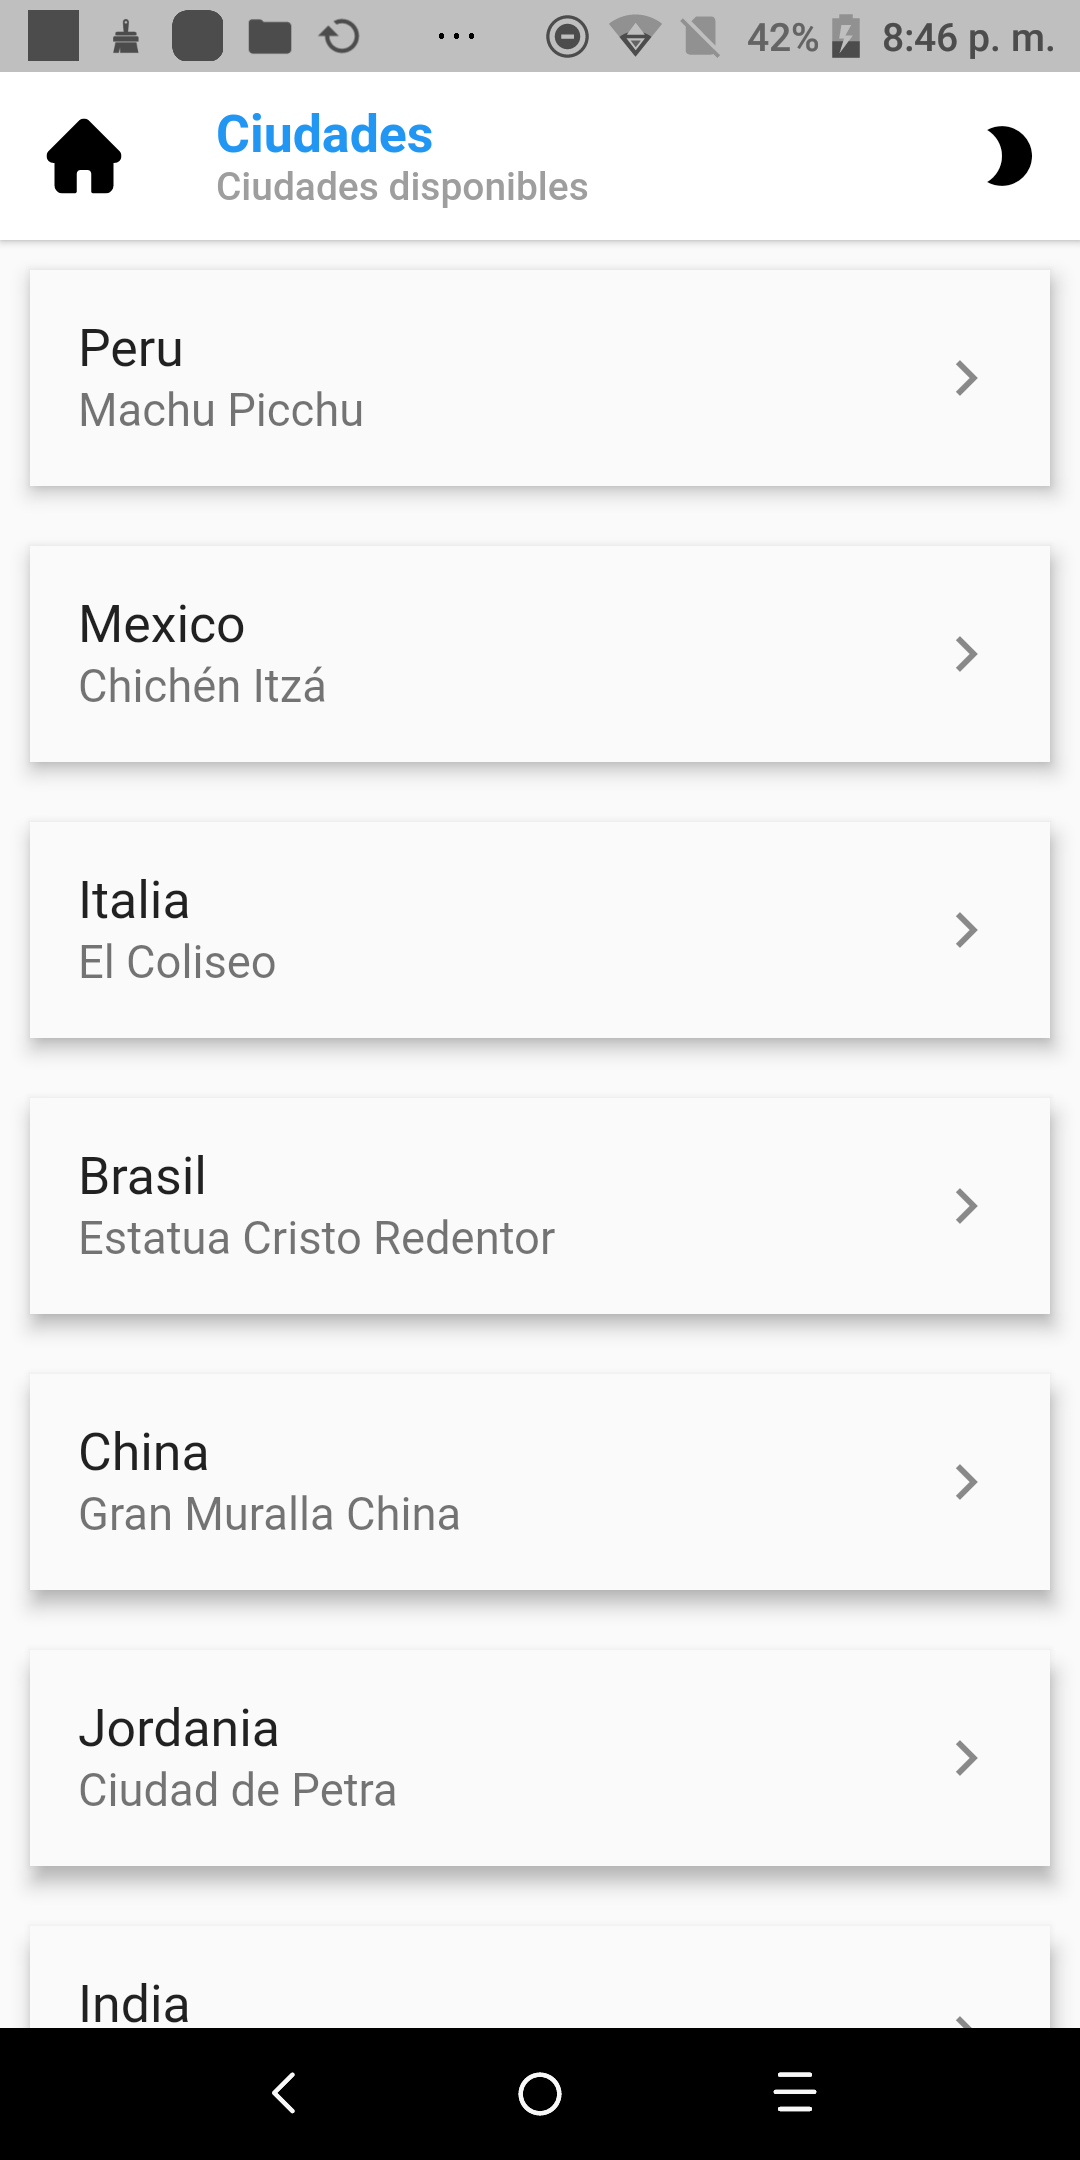 42% 8:46 p. m.
Ciudades
Ciudades disponibles
Peru
Machu Picchu
Mexico
Chichén Itzá
Italia
El Coliseo
Brasil
Estatua Cristo Redentor
China
Gran Muralla China
Jordania
Ciudad de Petra
India